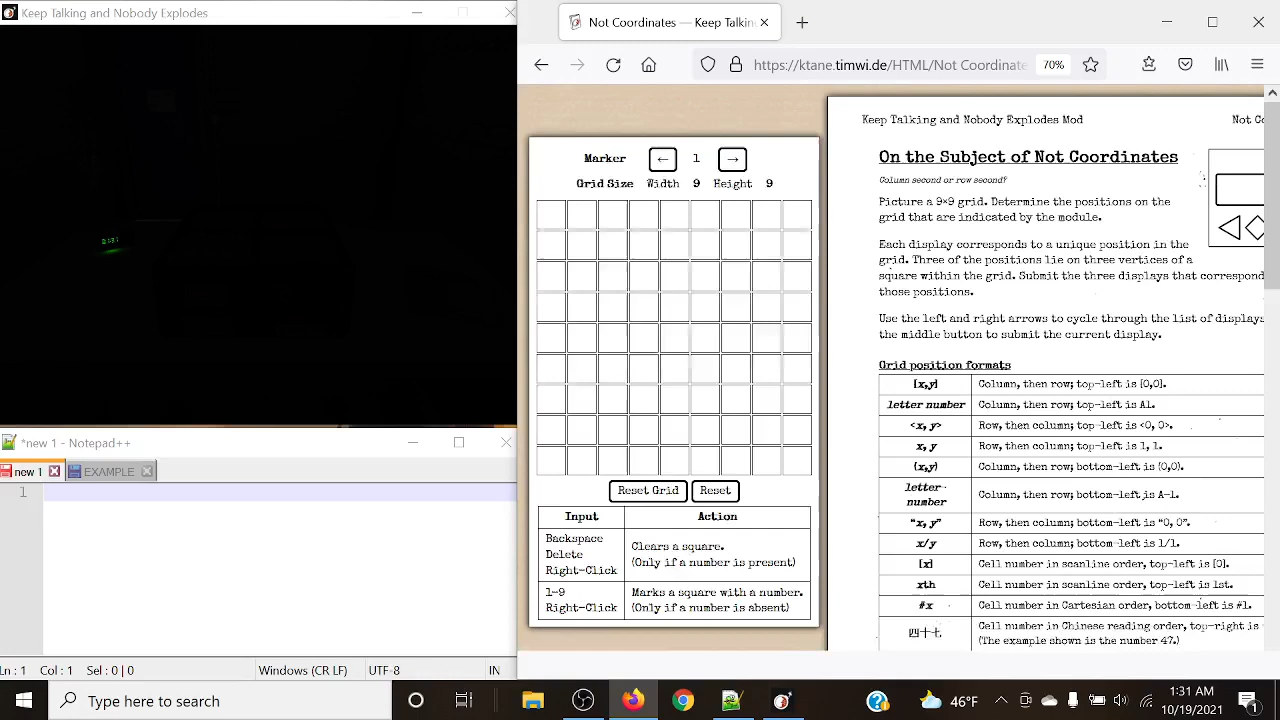 Keep Talking and Nobody Explodes
Not Coordinates — Keep Talking
https://ktane.timwi.de/HTML/Not Coordinate
70%
Marker
1
Grid Size Width 9 Height 9
Reset Grid
Reset
Input Action
Backspace
Delete
Right-Click
Clears a square.
(Only if a number is present)
1-9
Right-Click
Marks a square with a number.
(Only if a number is absent)
Keep Talking and Nobody Explodes Mod
Not Co
On the Subject of Not Coordinates
Column second or row second?
Picture a 9×9 grid. Determine the positions on the
grid that are indicated by the module.
Each display corresponds to a unique position in the
grid. Three of the positions lie on three vertices of a
square within the grid. Submit the three displays that correspond
those positions.
Use the left and right arrows to cycle through the list of displays
the middle button to submit the current display.
Grid position formats
[x,y] Column, then row; top-left is [0,0].
letter number Column, then row; top-left is A1.
<x, y> Row, then column; top-left is <0, 0>.
x, y Row, then column; top-left is 1, 1.
(x,y) Column, then row; bottom-left is (0,0).
letter-
number
Column, then row; bottom-left is A-1.
“x, y” Row, then column; bottom-left is “0, 0”.
x/y Row, then column; bottom-left is 1/1.
[x] Cell number in scanline order, top-left is [0].
xth Cell number in scanline order, top-left is 1st.
#x Cell number in Cartesian order, bottom-left is #1.
四十七 Cell number in Chinese reading order, top-right is
(The example shown is the number 47.)
*new 1 - Notepad++
new 1
EXAMPLE
1
Ln : 1 Col : 1 Sel : 0 | 0
Windows (CR LF)
UTF-8
IN
Type here to search
46°F
1:31 AM
10/19/2021